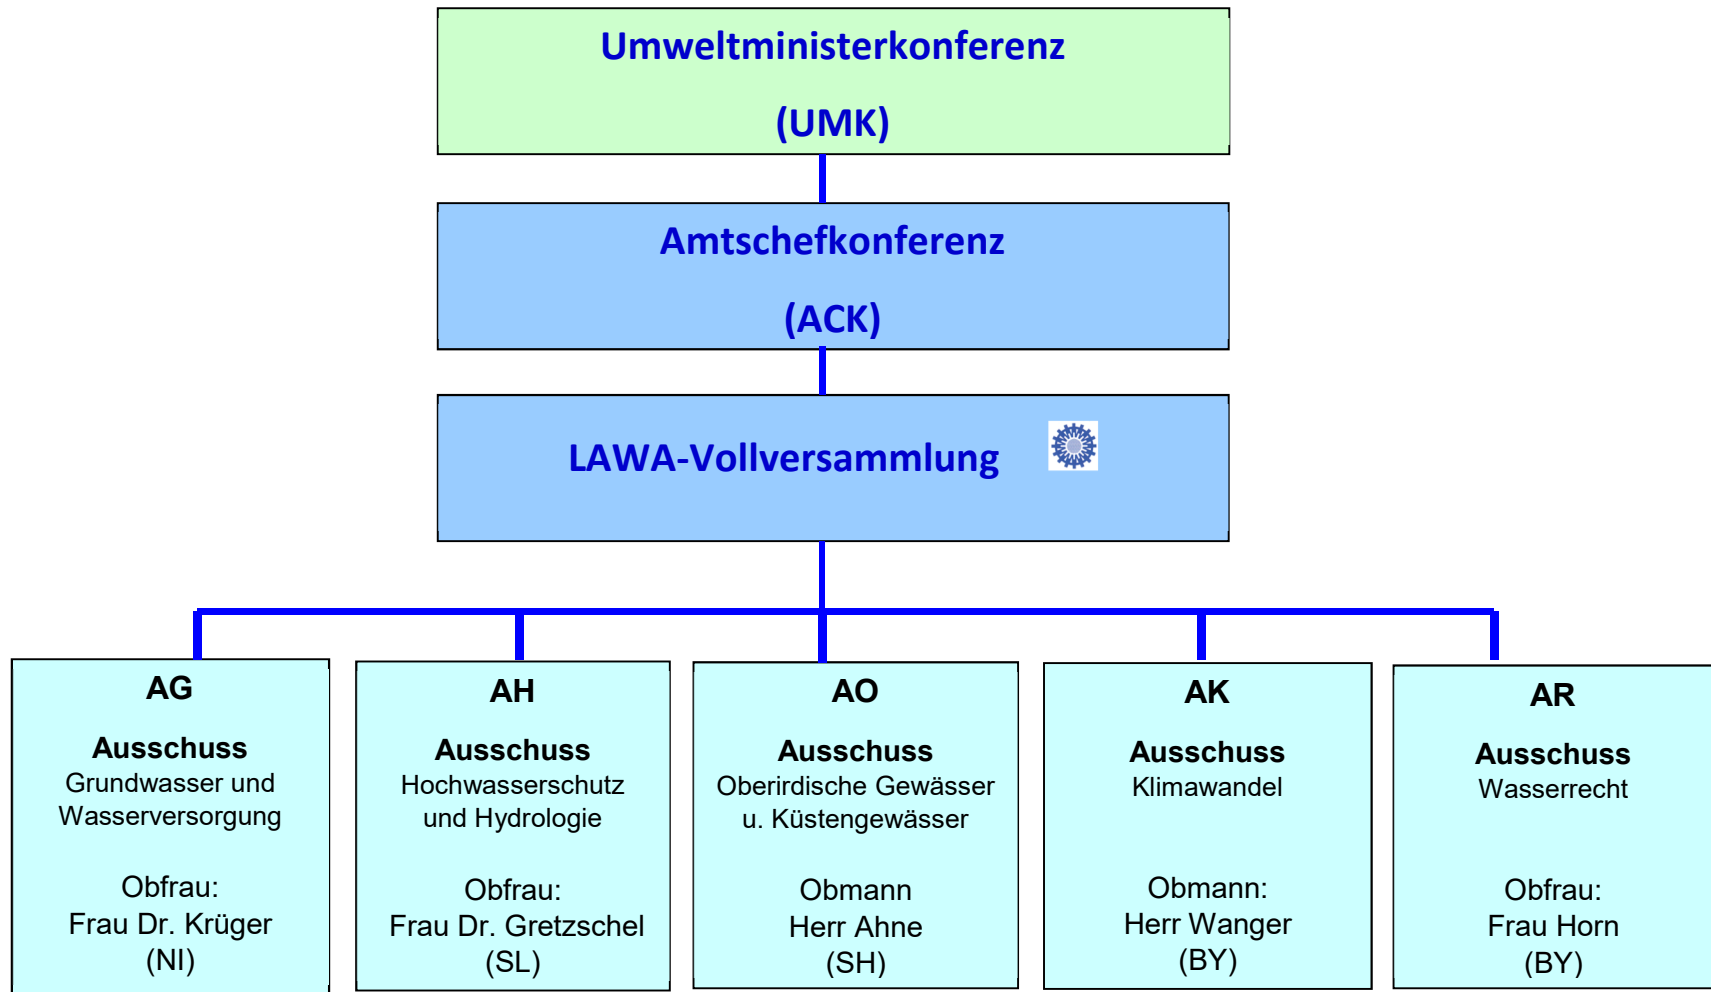 Umweltministerkonferenz
(UMK)
Amtschefkonferenz
(ACK)
LAWA-Vollversammlung
AG
Ausschuss
Grundwasser und
Wasserversorgung
Obfrau:
Frau Dr. Krüger
(NI)
AH
Ausschuss
Hochwasserschutz
und Hydrologie
Obfrau:
Frau Dr. Gretzschel
(SL)
AO
Ausschuss
Oberirdische Gewässer
u. Küstengewässer
Obmann
Herr Ahne
(SH)
AK
Ausschuss
Klimawandel
Obmann:
Herr Wanger
(BY)
AR
Ausschuss
Wasserrecht
Obfrau:
Frau Horn
(BY)